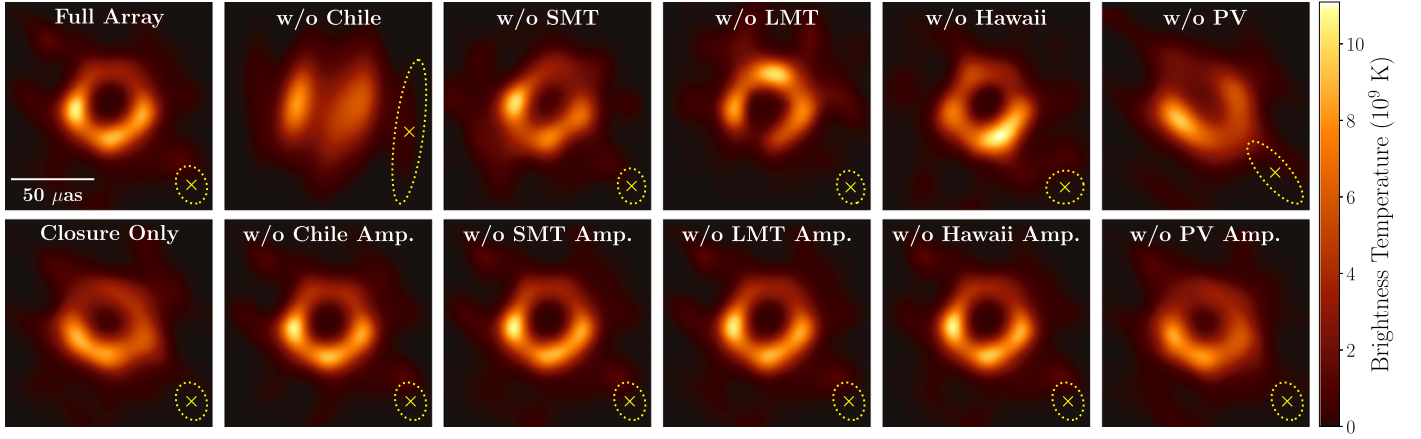 Full Array
w/o Chile
w/o SMT
w/o LMT
w/o Hawaii
w/o PV
50 μas
Closure Only
w/o Chile Amp.
w/o SMT Amp.
w/o LMT Amp.
w/o Hawaii Amp.
w/o PV Amp.
10
8
6
4
2
0
Brightness Temperature (10⁹ K)